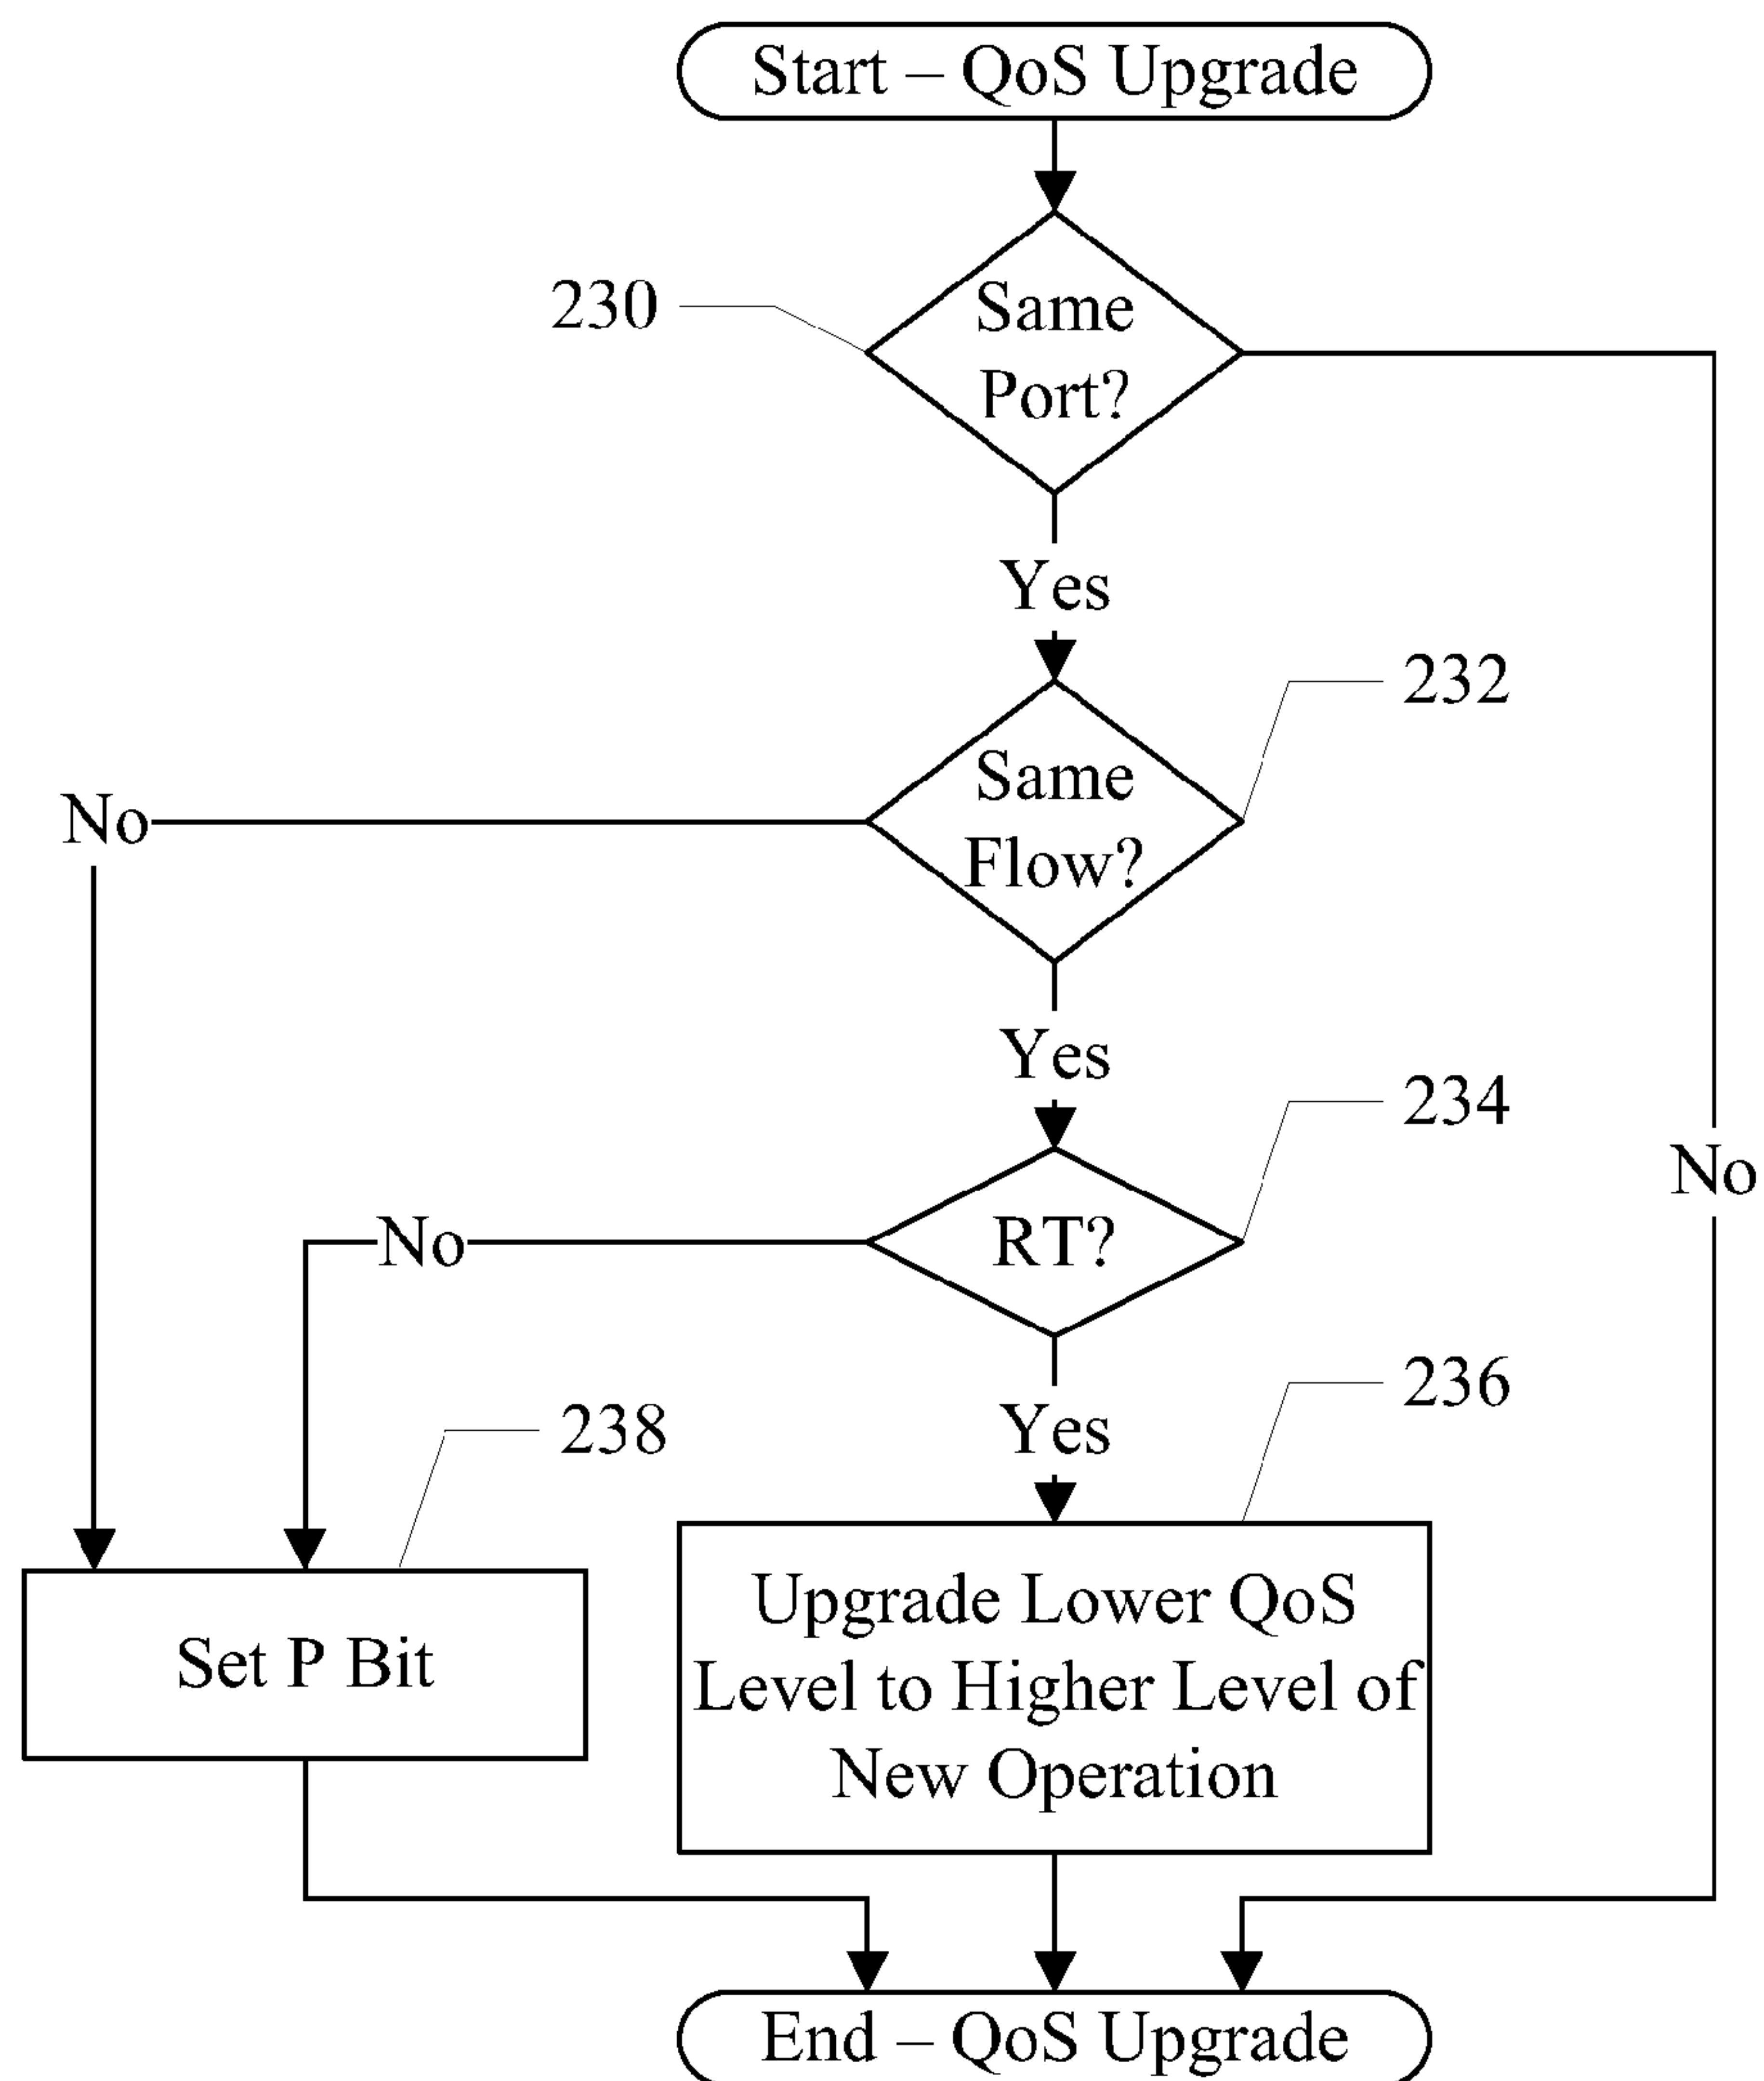 Start – QoS Upgrade
230
Same
Port?
Yes
232
Same
Flow?
No
Yes
234
No
RT?
No
Yes
236
238
Upgrade Lower QoS
Level to Higher Level of
New Operation
Set P Bit
End – QoS Upgrade